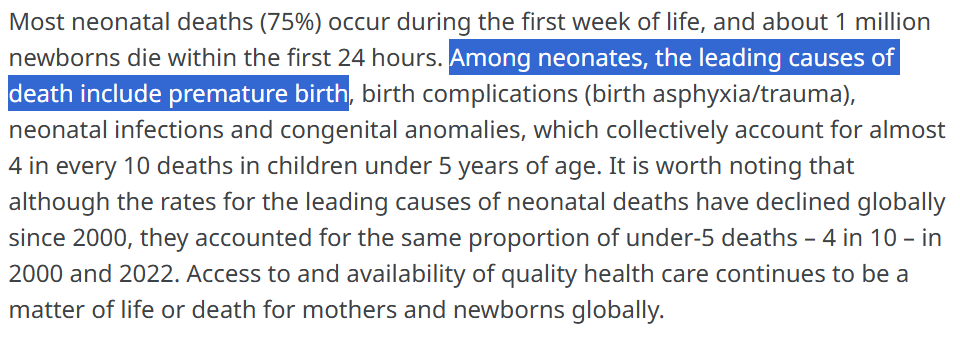 Most neonatal deaths (75%) occur during the first week of life, and about 1 million
newborns die within the first 24 hours. Among neonates, the leading causes of
death include premature birth, birth complications (birth asphyxia/trauma),
neonatal infections and congenital anomalies, which collectively account for almost
4 in every 10 deaths in children under 5 years of age. It is worth noting that
although the rates for the leading causes of neonatal deaths have declined globally
since 2000, they accounted for the same proportion of under-5 deaths – 4 in 10 – in
2000 and 2022. Access to and availability of quality health care continues to be a
matter of life or death for mothers and newborns globally.